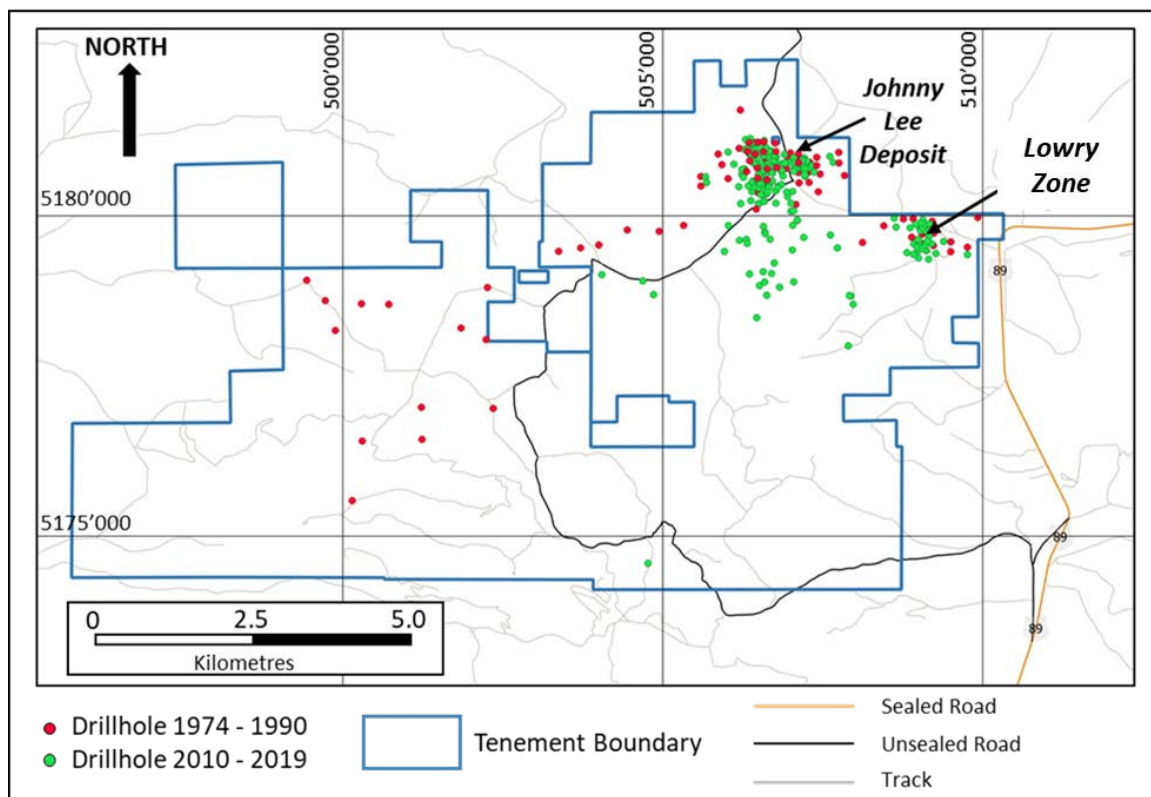 NORTH
500'000
505'000
510'000
Johnny
Lee
Deposit
Lowry
Zone
5180'000
89
5175'000
89
89
0 2.5 5.0
Kilometres
Drillhole 1974 - 1990
Drillhole 2010 - 2019
Tenement Boundary
Sealed Road
Unsealed Road
Track